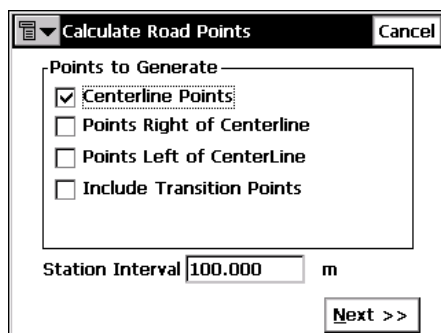 Calculate Road Points Cancel
Points to Generate
Centerline Points
Points Right of Centerline
Points Left of CenterLine
Include Transition Points
Station Interval 100.000 m
Next >>